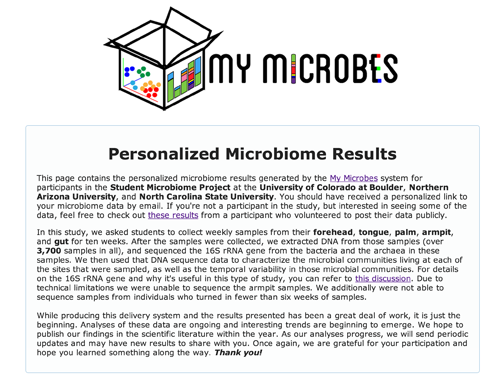 MY MICROBES
Personalized Microbiome Results
This page contains the personalized microbiome results generated by the My Microbes system for
participants in the Student Microbiome Project at the University of Colorado at Boulder, Northern
Arizona University, and North Carolina State University. You should have received a personalized link to
your microbiome data by email. If you're not a participant in the study, but interested in seeing some of the
data, feel free to check out these results from a participant who volunteered to post their data publicly.
In this study, we asked students to collect weekly samples from their forehead, tongue, palm, armpit,
and gut for ten weeks. After the samples were collected, we extracted DNA from those samples (over
3,700 samples in all), and sequenced the 16S rRNA gene from the bacteria and the archaea in these
samples. We then used that DNA sequence data to characterize the microbial communities living at each of
the sites that were sampled, as well as the temporal variability in those microbial communities. For details
on the 16S rRNA gene and why it's useful in this type of study, you can refer to this discussion. Due to
technical limitations we were unable to sequence the armpit samples. We additionally were not able to
sequence samples from individuals who turned in fewer than six weeks of samples.
While producing this delivery system and the results presented has been a great deal of work, it is just the
beginning. Analyses of these data are ongoing and interesting trends are beginning to emerge. We hope to
publish our findings in the scientific literature within the year. As our analyses progress, we will send periodic
updates and may have new results to share with you. Once again, we are grateful for your participation and
hope you learned something along the way. Thank you!